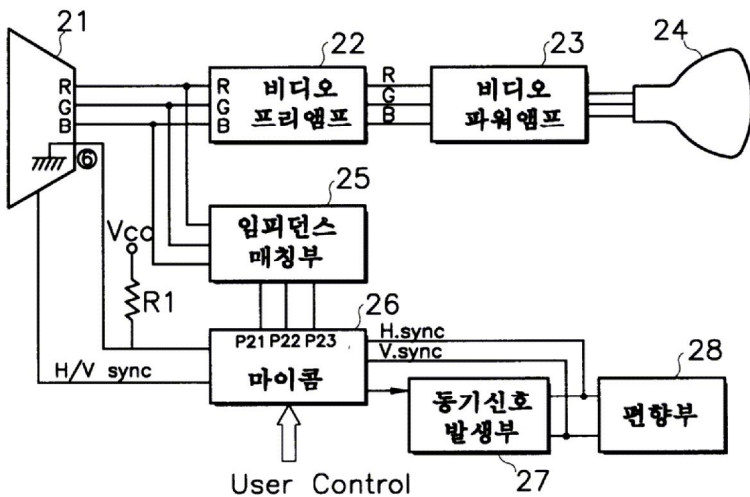 21
22
23
24
R
G
B
R
G
B
비디오
프리앰프
R
G
B
비디오
파워앰프
⑥
25
임피던스
매칭부
Vcc
R1
26
P21 P22 P23
마이콤
H/V sync
H.sync
V.sync
동기신호
발생부
27
28
편향부
User Control